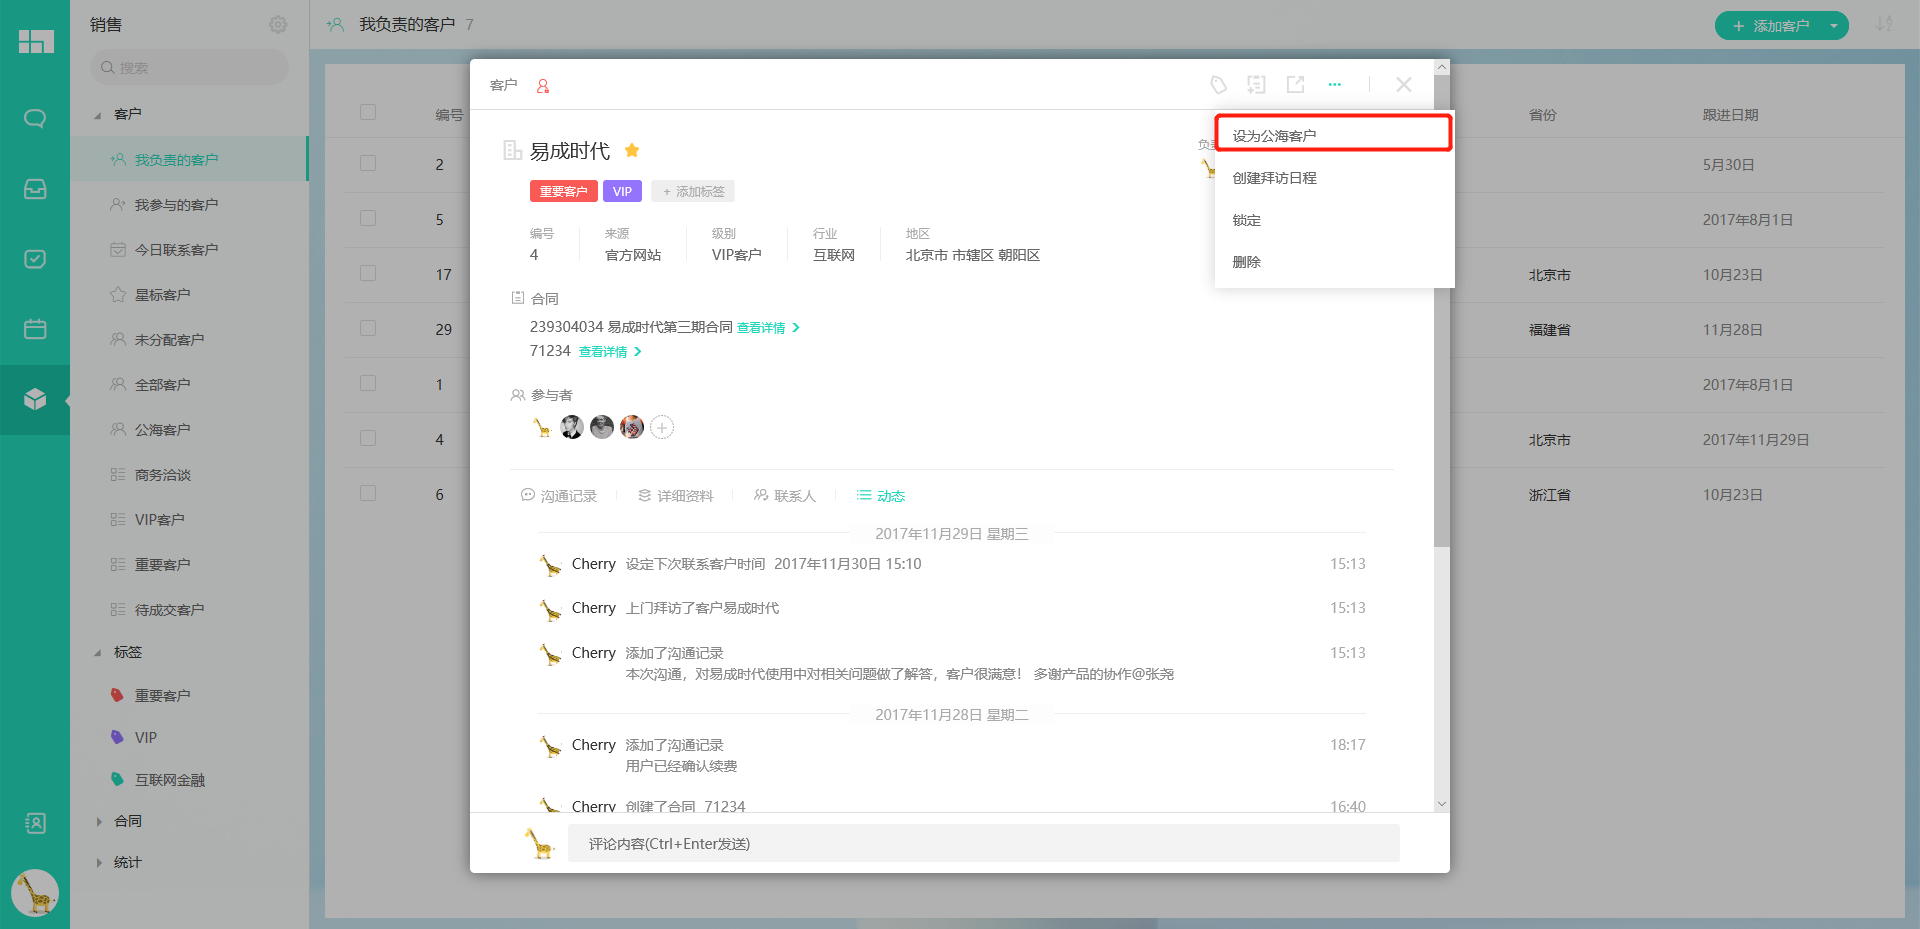 销售
搜索
客户
我负责的客户
我参与的客户
今日联系客户
星标客户
未分配客户
全部客户
公海客户
商务洽谈
VIP客户
重要客户
待成交客户
标签
重要客户
VIP
互联网金融
合同
统计
我负责的客户 7
+ 添加客户
编号 省份 跟进日期
2 5月30日
5 2017年8月1日
17 北京市 10月23日
29 福建省 11月28日
1 2017年8月1日
4 北京市 2017年11月29日
6 浙江省 10月23日
客户
设为公海客户
创建拜访日程
锁定
删除
易成时代
重要客户 VIP + 添加标签
编号 来源 级别 行业 地区
4 官方网站 VIP客户 互联网 北京市 市辖区 朝阳区
合同
239304034 易成时代第三期合同 查看详情
71234 查看详情
参与者
沟通记录 详细资料 联系人 动态
2017年11月29日 星期三
Cherry 设定下次联系客户时间 2017年11月30日 15:10 15:13
Cherry 上门拜访了客户易成时代 15:13
Cherry 添加了沟通记录 15:13
本次沟通，对易成时代使用中对相关问题做了解答，客户很满意！ 多谢产品的协作@张尧
2017年11月28日 星期二
Cherry 添加了沟通记录 18:17
用户已经确认续费
Cherry 创建了合同 71234 16:40
评论内容(Ctrl+Enter发送)